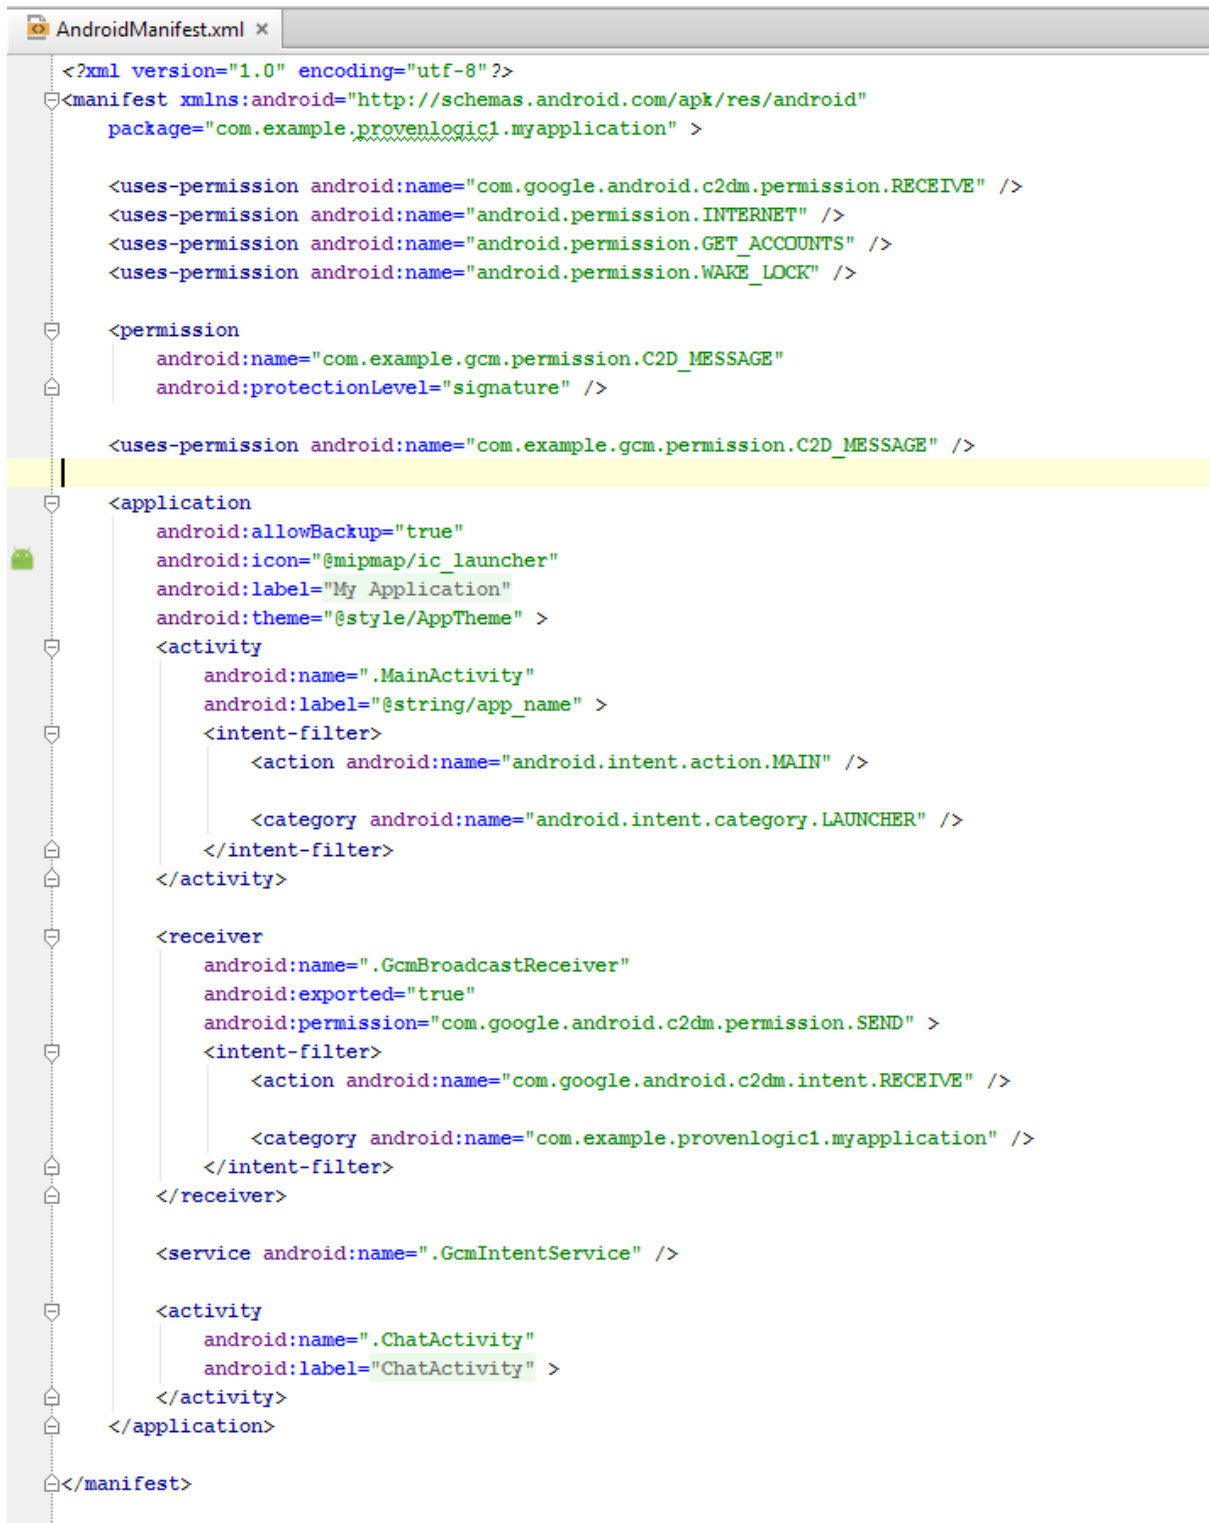 AndroidManifest.xml ×
<?xml version="1.0" encoding="utf-8"?>
<manifest xmlns:android="http://schemas.android.com/apk/res/android"
    package="com.example.provenlogic1.myapplication" >

    <uses-permission android:name="com.google.android.c2dm.permission.RECEIVE" />
    <uses-permission android:name="android.permission.INTERNET" />
    <uses-permission android:name="android.permission.GET_ACCOUNTS" />
    <uses-permission android:name="android.permission.WAKE_LOCK" />

    <permission
        android:name="com.example.gcm.permission.C2D_MESSAGE"
        android:protectionLevel="signature" />

    <uses-permission android:name="com.example.gcm.permission.C2D_MESSAGE" />

    <application
        android:allowBackup="true"
        android:icon="@mipmap/ic_launcher"
        android:label="My Application"
        android:theme="@style/AppTheme" >
        <activity
            android:name=".MainActivity"
            android:label="@string/app_name" >
            <intent-filter>
                <action android:name="android.intent.action.MAIN" />

                <category android:name="android.intent.category.LAUNCHER" />
            </intent-filter>
        </activity>

        <receiver
            android:name=".GcmBroadcastReceiver"
            android:exported="true"
            android:permission="com.google.android.c2dm.permission.SEND" >
            <intent-filter>
                <action android:name="com.google.android.c2dm.intent.RECEIVE" />

                <category android:name="com.example.provenlogic1.myapplication" />
            </intent-filter>
        </receiver>

        <service android:name=".GcmIntentService" />

        <activity
            android:name=".ChatActivity"
            android:label="ChatActivity" >
        </activity>
    </application>

</manifest>